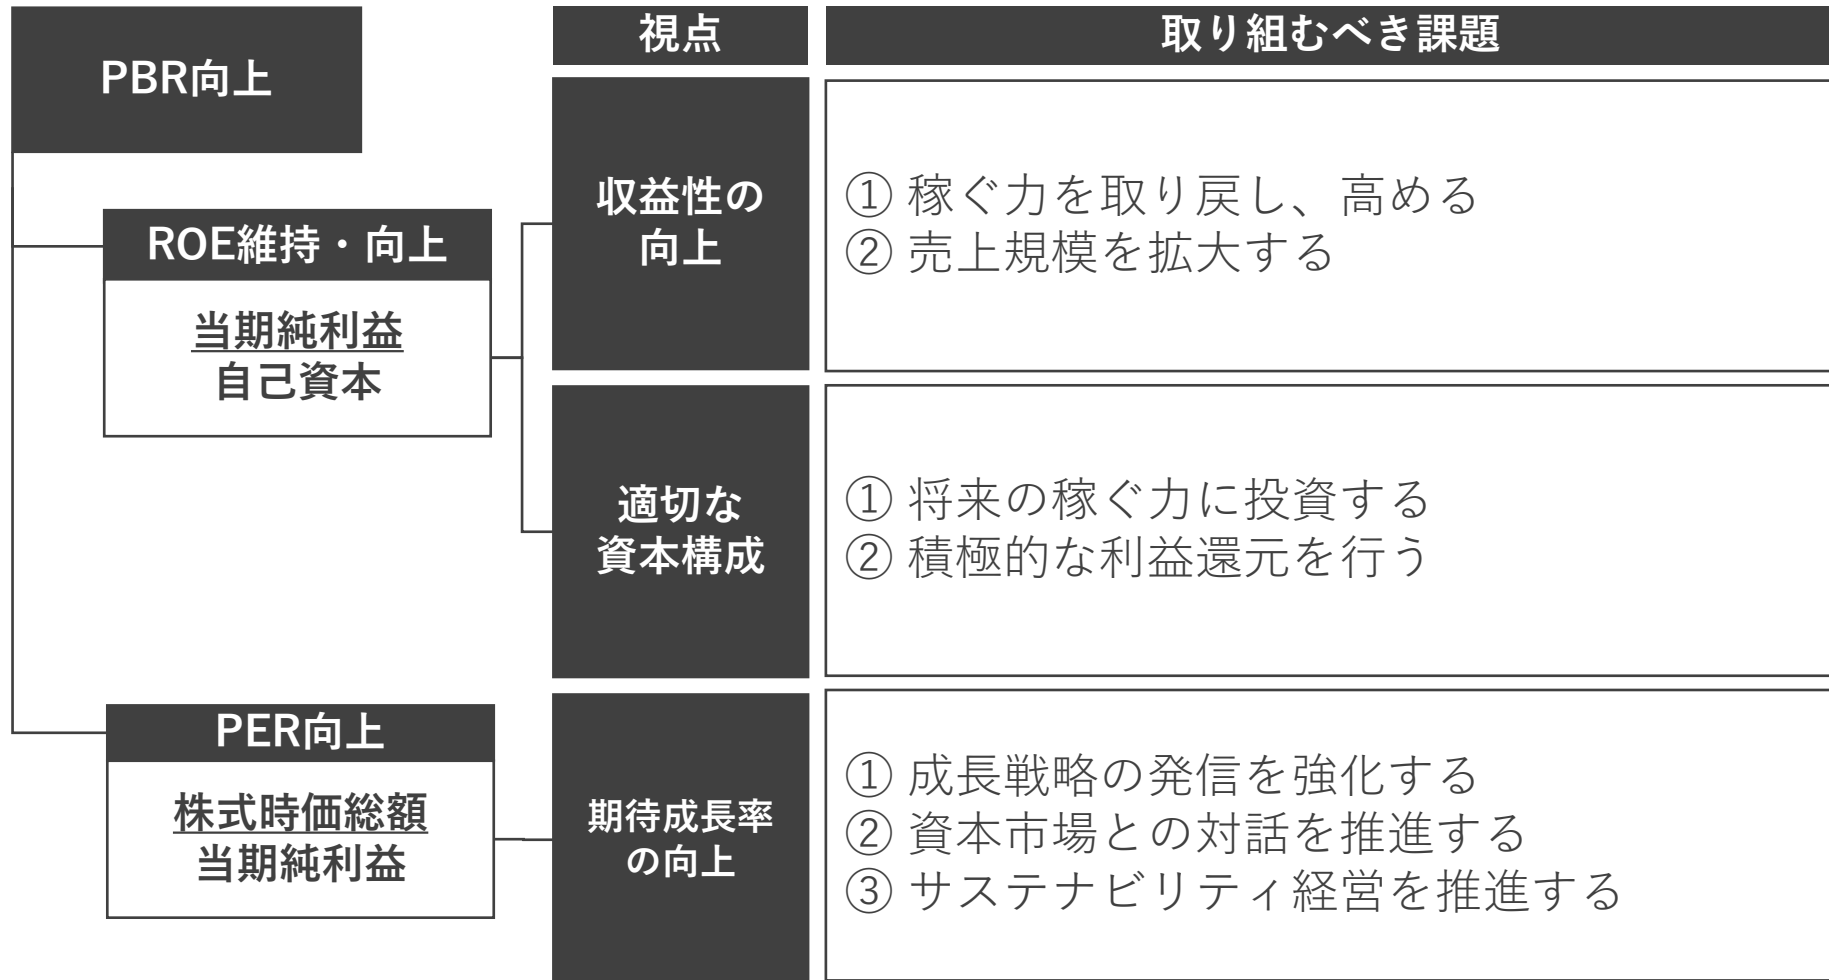 PBR向上
視点
取り組むべき課題
ROE維持・向上
当期純利益
自己資本
収益性の
向上
① 稼ぐ力を取り戻し、高める
② 売上規模を拡大する
適切な
資本構成
① 将来の稼ぐ力に投資する
② 積極的な利益還元を行う
PER向上
株式時価総額
当期純利益
期待成長率
の向上
① 成長戦略の発信を強化する
② 資本市場との対話を推進する
③ サステナビリティ経営を推進する